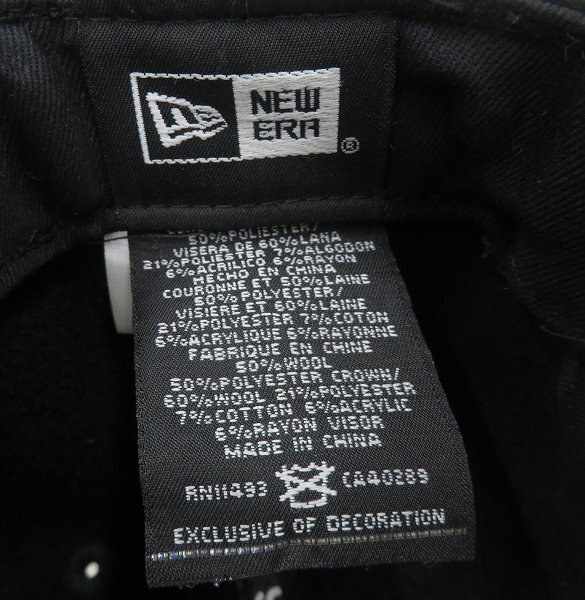 NEW
ERA
®
50%POLIESTER/
VISERA DE 60%LANA
21%POLIESTER 7%ALGODON
6%ACRILICO 6%RAYON
HECHO EN CHINA
COURONNE ET 50%LAINE
50%POLYESTER/
VISIERE ET 60%LAINE
21%POLYESTER 7%COTON
6%ACRYLIQUE 6%RAYONNE
FABRIQUE EN CHINE
50%WOOL
50%POLYESTER CROWN/
60%WOOL 21%POLYESTER
7%COTTON 6%ACRYLIC
6%RAYON VISOR
MADE IN CHINA
RN11493 CA40289
EXCLUSIVE OF DECORATION